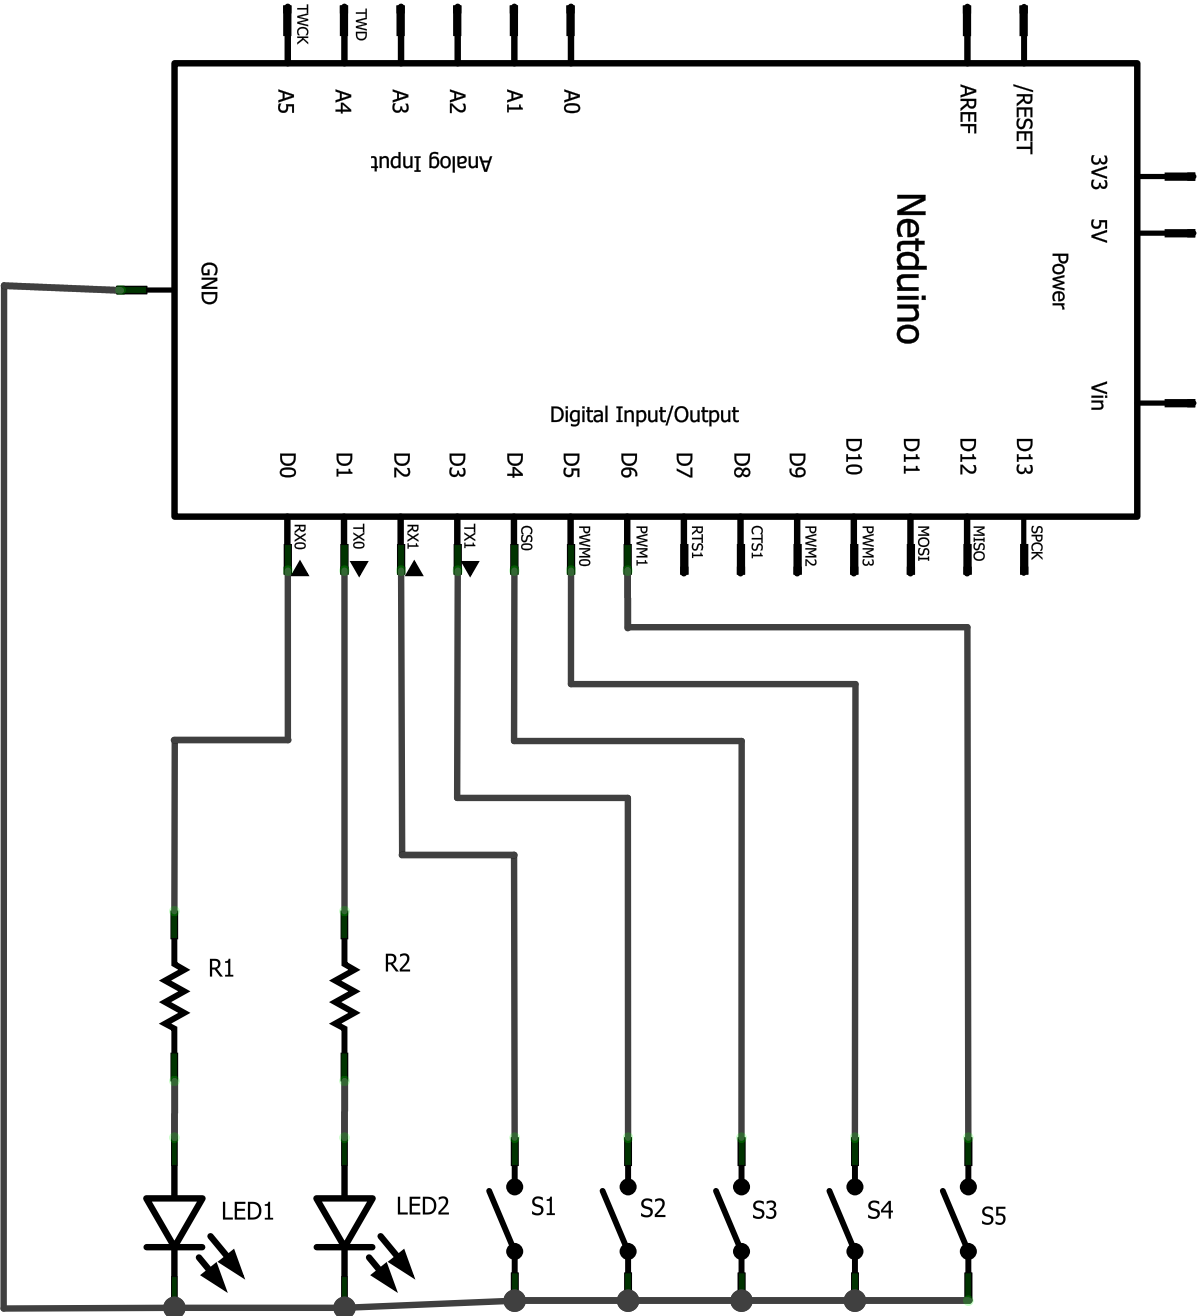 TWCK
TWD
A5
A4
A3
A2
A1
A0
AREF
/RESET
Analog Input
3V3
5V
Netduino
Power
GND
Vin
Digital Input/Output
D0
D1
D2
D3
D4
D5
D6
D7
D8
D9
D10
D11
D12
D13
RX0
TX0
RX1
TX1
CS0
PWM0
PWM1
RTS1
CTS1
PWM2
PWM3
MOSI
MISO
SPCK
R1
R2
LED1
LED2
S1
S2
S3
S4
S5